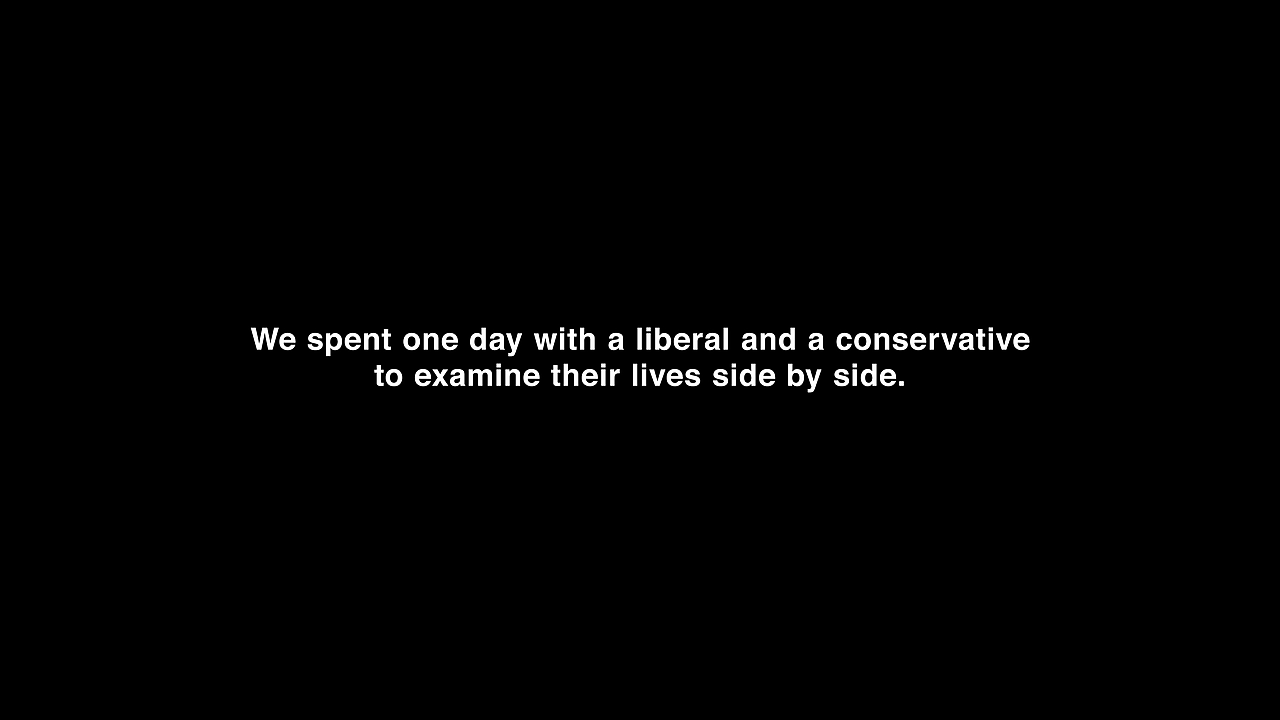 We spent one day with a liberal and a conservative
to examine their lives side by side.